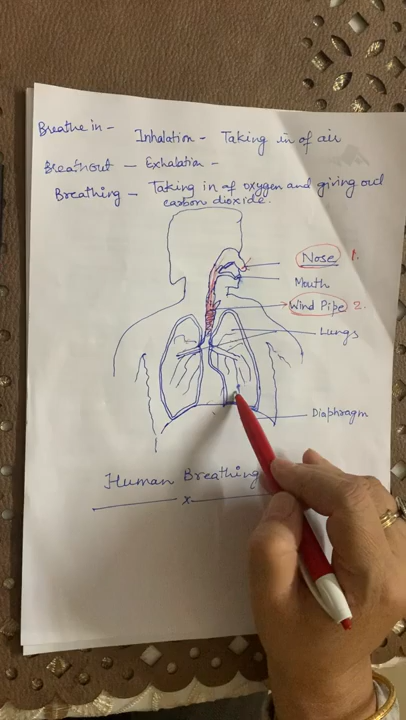 Breathe in - Inhalation - Taking in of air
Breathout - Exhalation -
Breathing - Taking in of oxygen and giving out
carbon dioxide.
Nose 1.
Mouth
Wind Pipe 2.
Lungs
Diaphragm
Human Breathing
x